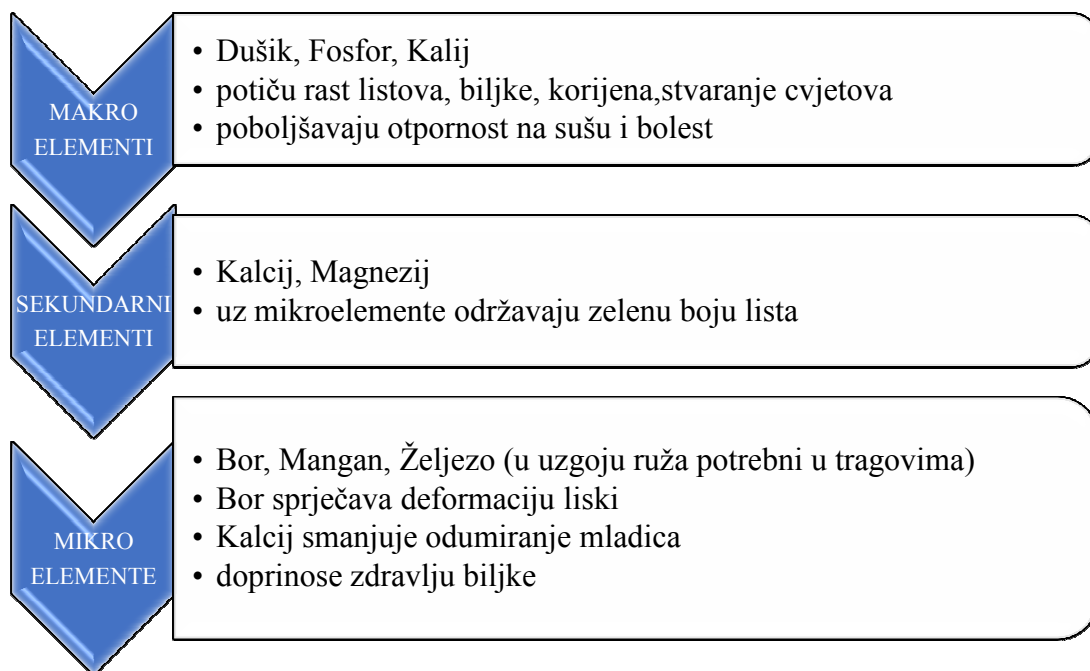 MAKRO
ELEMENTI
• Dušik, Fosfor, Kalij
• potiču rast listova, biljke, korijena,stvaranje cvjetova
• poboljšavaju otpornost na sušu i bolest
SEKUNDARNI
ELEMENTI
• Kalcij, Magnezij
• uz mikroelemente održavaju zelenu boju lista
MIKRO
ELEMENTE
• Bor, Mangan, Željezo (u uzgoju ruža potrebni u tragovima)
• Bor sprječava deformaciju liski
• Kalcij smanjuje odumiranje mladica
• doprinose zdravlju biljke